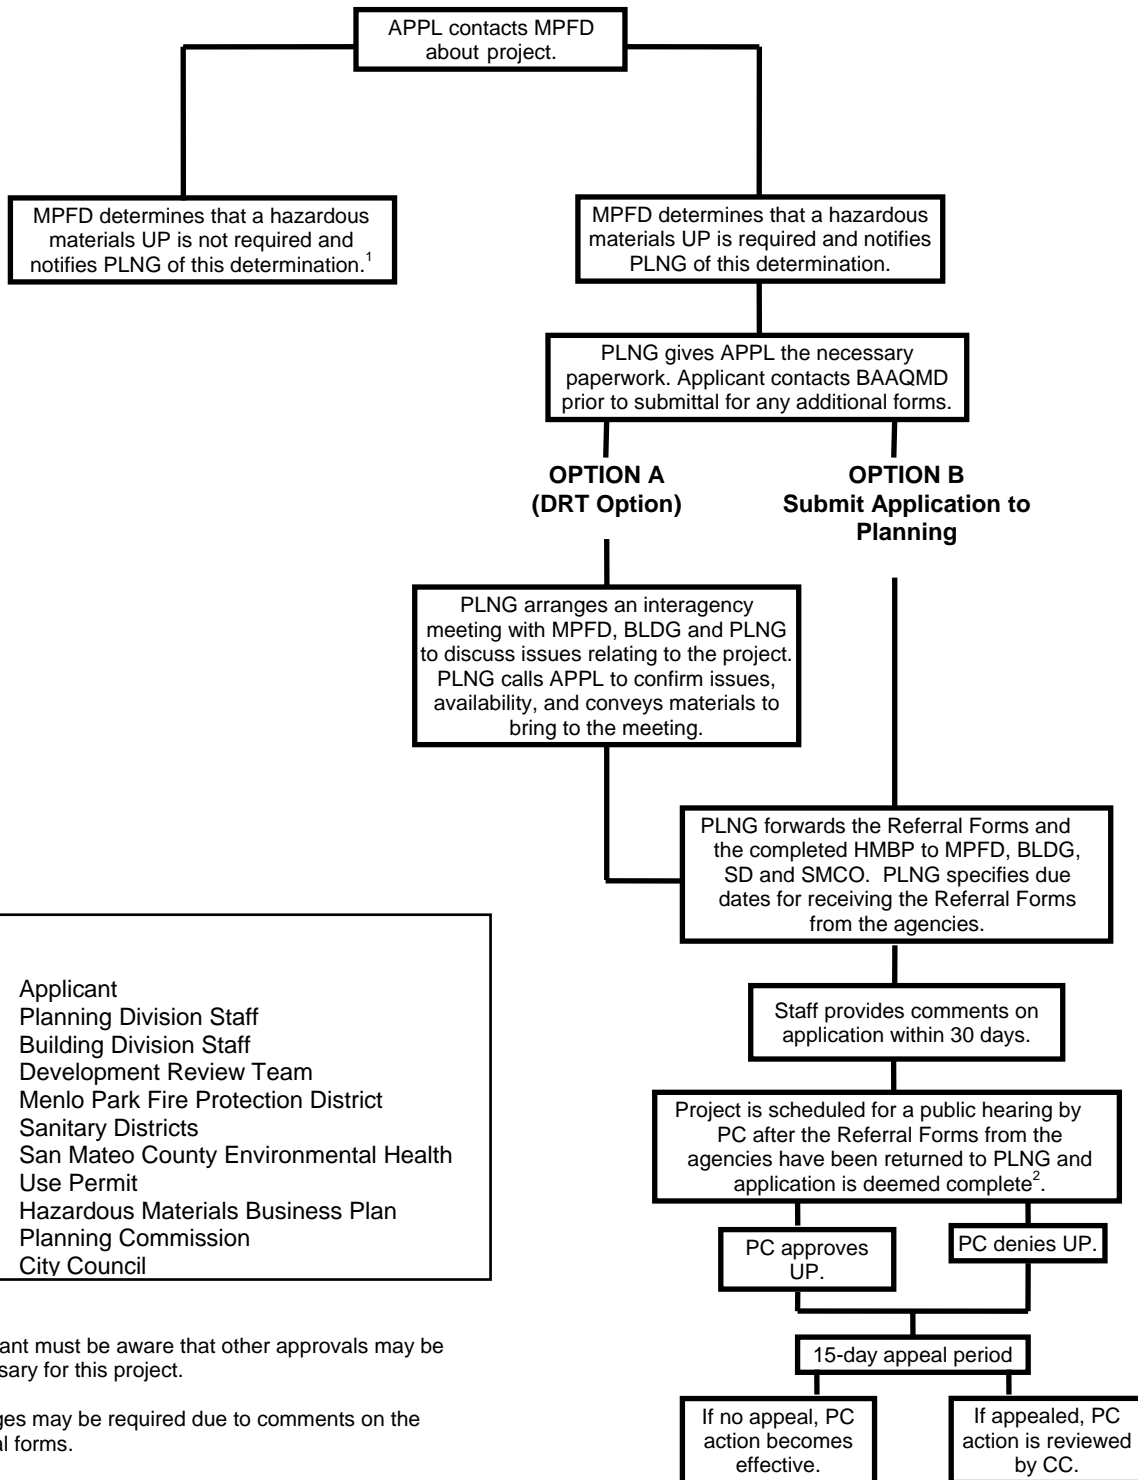 APPL contacts MPFD
about project.
MPFD determines that a hazardous
materials UP is not required and
notifies PLNG of this determination.1
MPFD determines that a hazardous
materials UP is required and notifies
PLNG of this determination.
PLNG gives APPL the necessary
paperwork. Applicant contacts BAAQMD
prior to submittal for any additional forms.
OPTION A
(DRT Option)
OPTION B
Submit Application to
Planning
PLNG arranges an interagency
meeting with MPFD, BLDG and PLNG
to discuss issues relating to the project.
PLNG calls APPL to confirm issues,
availability, and conveys materials to
bring to the meeting.
PLNG forwards the Referral Forms and
the completed HMBP to MPFD, BLDG,
SD and SMCO. PLNG specifies due
dates for receiving the Referral Forms
from the agencies.
Applicant
Planning Division Staff
Building Division Staff
Development Review Team
Menlo Park Fire Protection District
Sanitary Districts
San Mateo County Environmental Health
Use Permit
Hazardous Materials Business Plan
Planning Commission
City Council
Staff provides comments on
application within 30 days.
Project is scheduled for a public hearing by
PC after the Referral Forms from the
agencies have been returned to PLNG and
application is deemed complete2.
PC approves
UP.
PC denies UP.
15-day appeal period
If no appeal, PC
action becomes
effective.
If appealed, PC
action is reviewed
by CC.
ant must be aware that other approvals may be
sary for this project.
ges may be required due to comments on the
al forms.